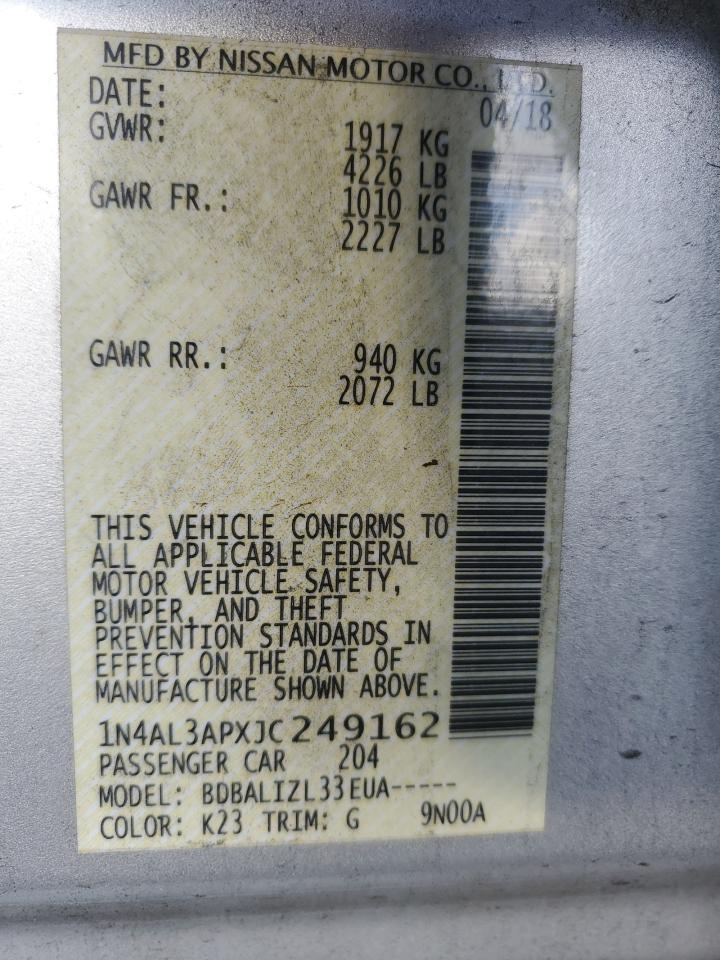 MFD BY NISSAN MOTOR CO., LTD.
DATE: 04/18
GVWR: 1917 KG
4226 LB
GAWR FR.: 1010 KG
2227 LB
GAWR RR.: 940 KG
2072 LB
THIS VEHICLE CONFORMS TO
ALL APPLICABLE FEDERAL
MOTOR VEHICLE SAFETY,
BUMPER, AND THEFT
PREVENTION STANDARDS IN
EFFECT ON THE DATE OF
MANUFACTURE SHOWN ABOVE.
1N4AL3APXJC249162
PASSENGER CAR 204
MODEL: BDBALIZL33EUA-----
COLOR: K23 TRIM: G 9N00A